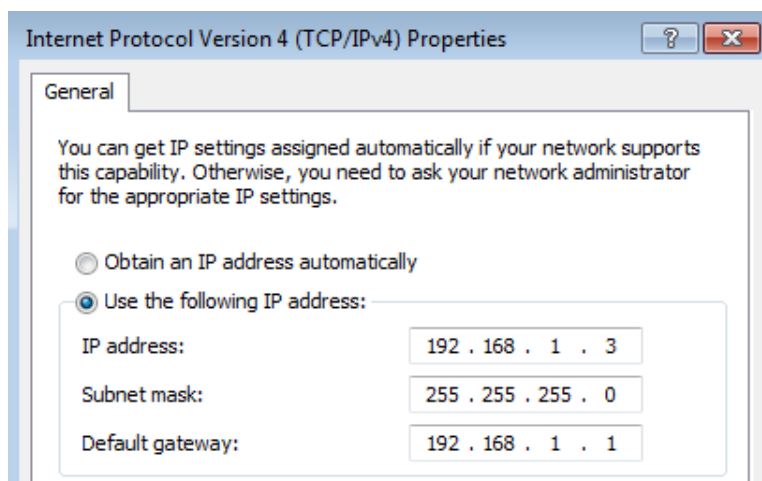 Internet Protocol Version 4 (TCP/IPv4) Properties
General
You can get IP settings assigned automatically if your network supports
this capability. Otherwise, you need to ask your network administrator
for the appropriate IP settings.
Obtain an IP address automatically
Use the following IP address:
IP address: 192 . 168 . 1 . 3
Subnet mask: 255 . 255 . 255 . 0
Default gateway: 192 . 168 . 1 . 1